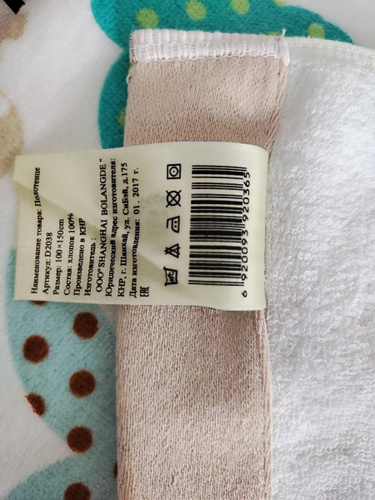 Наименование товара: Полотенце
Артикул: D2038
Размер: 100×150cm
Состав: хлопок 100%
Произведено в КНР
Изготовитель :
ООО"SHANGHAI BOLANGDE"
Юридический адрес изготовителя:
КНР, г. Шанхай, ул. Сибэй, д.175
Дата изготовления: 01. 2017 г.
EAC
6 920093 920365